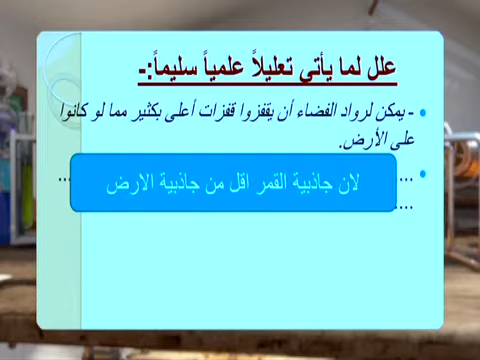 علل لما يأتى تعليلاً علمياً سليماً:-
- يمكن لرواد الفضاء أن يقفزوا قفزات أعلى بكثير مما لو كانوا
على الأرض.
لان جاذبية القمر اقل من جاذبية الارض